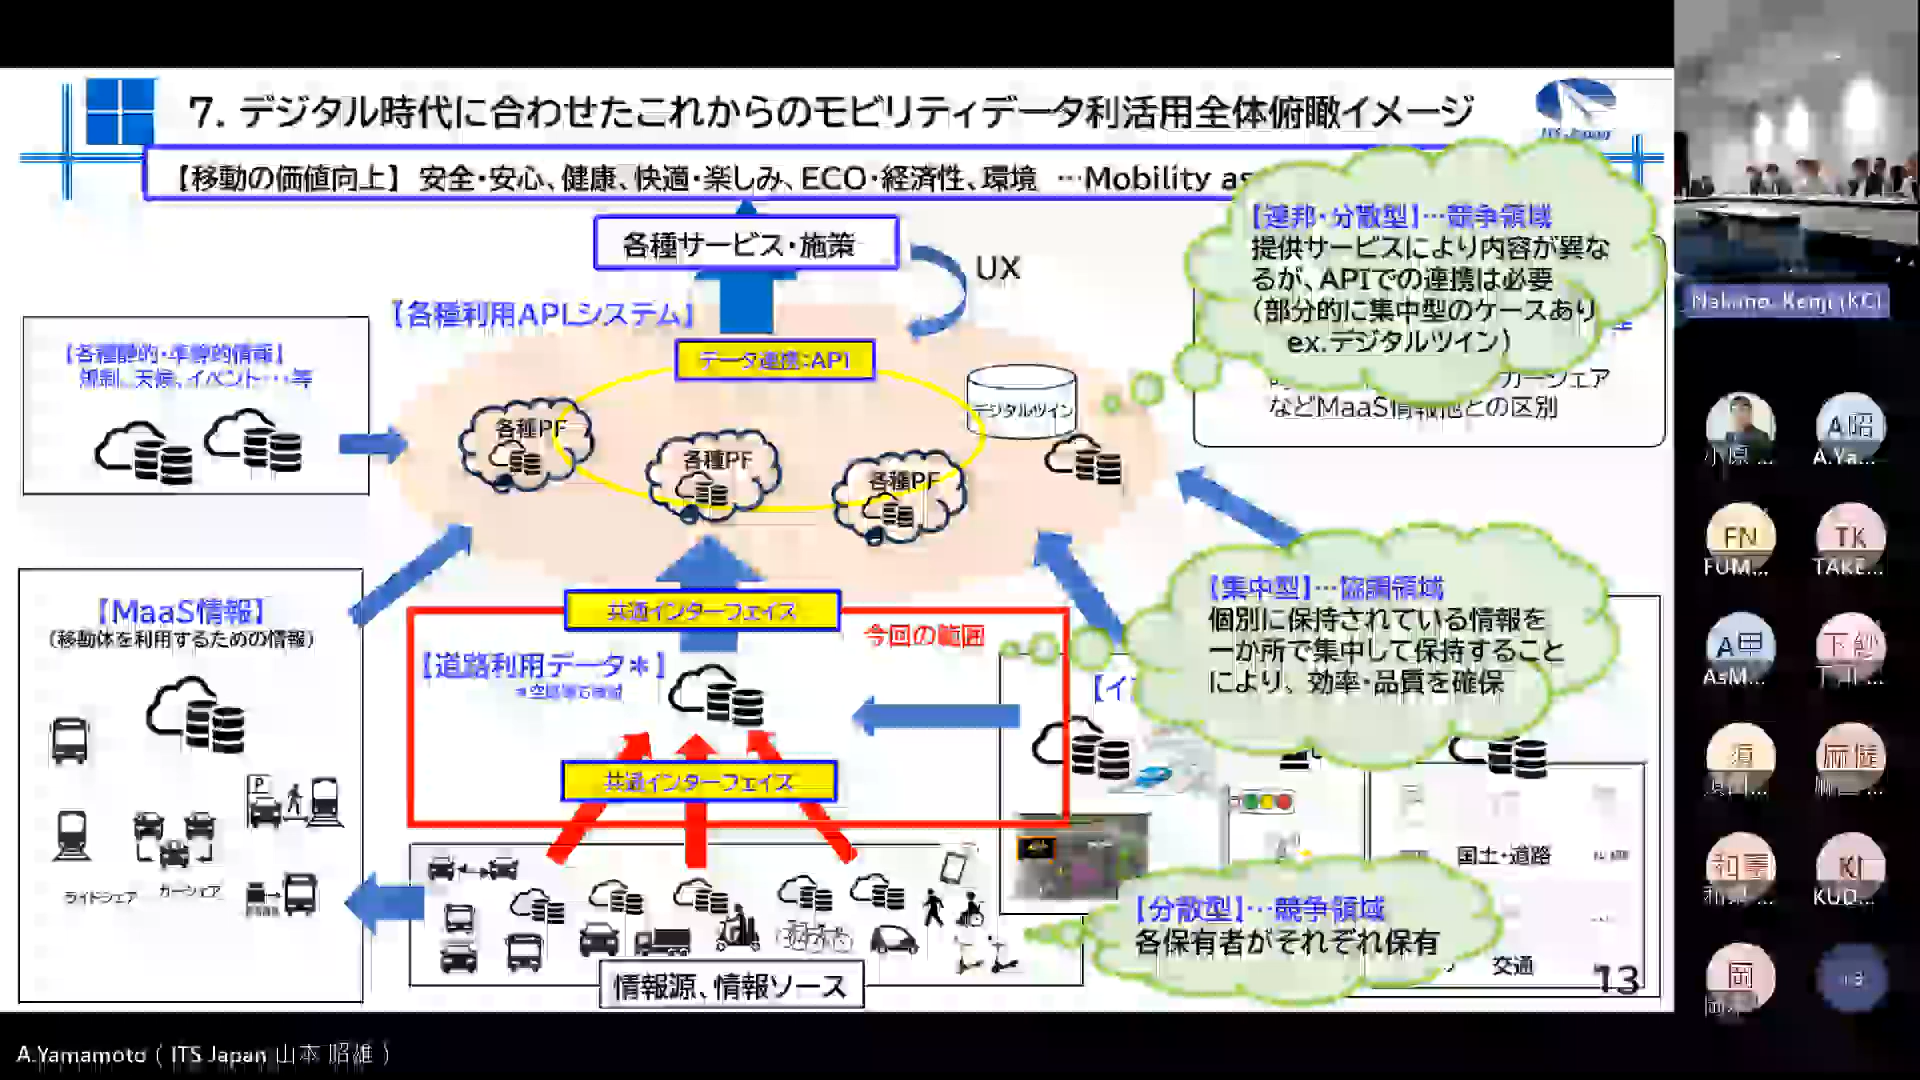 7. デジタル時代に合わせたこれからのモビリティデータ利活用全体俯瞰イメージ
【移動の価値向上】 安全・安心、健康、快適・楽しみ、ECO・経済性、環境 …Mobility as
各種サービス・施策
UX
【連邦・分散型】…競争領域
提供サービスにより内容が異な
るが、APIでの連携は必要
(部分的に集中型のケースあり
ex.デジタルツイン)
カーシェア
などMaaS情報他との区別
【各種利用APLシステム】
データ連携：API
デジタルツイン
各種PF
各種PF
各種PF
【各種静的・準静的情報】
規制、天候、イベント・・・等
【MaaS情報】
(移動体を利用するための情報)
ライドシェア
カーシェア
共通インターフェイス
今回の範囲
【道路利用データ＊】
共通インターフェイス
情報源、情報ソース
【集中型】…協調領域
個別に保持されている情報を
一か所で集中して保持すること
により、効率・品質を確保
【分散型】…競争領域
各保有者がそれぞれ保有
国土・道路
交通
13
Nakano, Kenji (KC)
小原 ...
A昭
A.Ya...
FN
FUM...
TK
TAKE...
A甲
AsM...
下紗
須
麻健
KI
KUD...
岡
A.Yamamoto ( ITS Japan 山本 昭雄 )